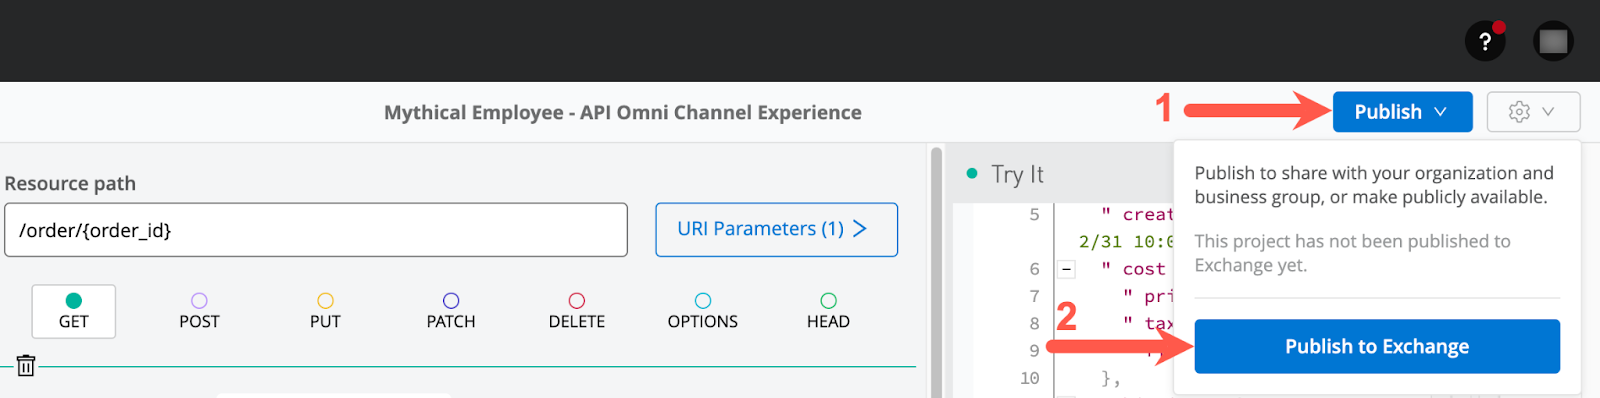 ?
Mythical Employee - API Omni Channel Experience
1
Publish
Resource path
/order/{order_id}
URI Parameters (1)
GET
POST
PUT
PATCH
DELETE
OPTIONS
HEAD
Try It
5 " creat
2/31 10:0
6 " cost
7 " pri
8 " tax
9
10 },
Publish to share with your organization and
business group, or make publicly available.
This project has not been published to
Exchange yet.
2
Publish to Exchange